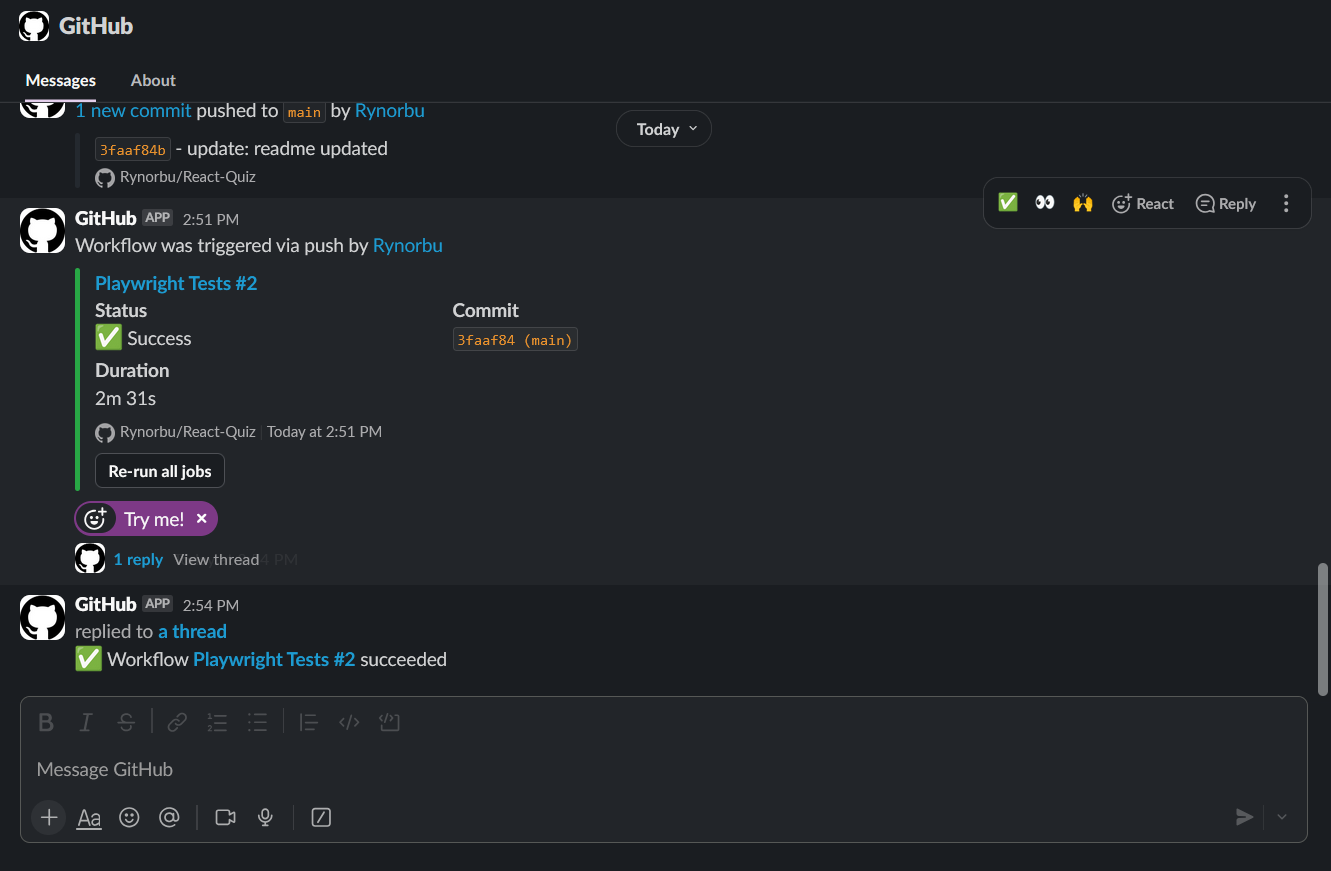 GitHub
Messages About
1 new commit pushed to main by Rynorbu
Today
3faaf84b - update: readme updated
Rynorbu/React-Quiz
React Reply
GitHub APP 2:51 PM
Workflow was triggered via push by Rynorbu
Playwright Tests #2
Status Commit
Success 3faaf84 (main)
Duration
2m 31s
Rynorbu/React-Quiz Today at 2:51 PM
Re-run all jobs
Try me!
1 reply View thread PM
GitHub APP 2:54 PM
replied to a thread
Workflow Playwright Tests #2 succeeded
Message GitHub
Aa